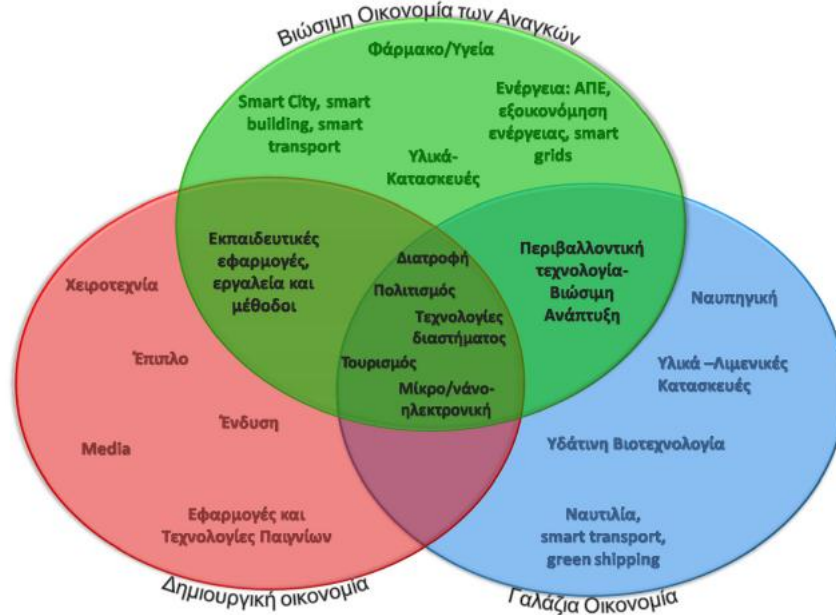 Βιώσιμη Οικονομία των Αναγκών
Φάρμακο/Υγεία
Smart City, smart
building, smart
transport
Ενέργεια: ΑΠΕ,
εξοικονόμηση
ενέργειας, smart
grids
Υλικά-
Κατασκευές
Εκπαιδευτικές
εφαρμογές,
εργαλεία και
μέθοδοι
Διατροφή
Πολιτισμός
Τεχνολογίες
διαστήματος
Τουρισμός
Μίκρο/νάνο-
ηλεκτρονική
Περιβαλλοντική
τεχνολογία-
Βιώσιμη
Ανάπτυξη
Χειροτεχνία
Έπιπλο
Ένδυση
Media
Εφαρμογές και
Τεχνολογίες Παιγνίων
Ναυπηγική
Υλικά –Λιμενικές
Κατασκευές
Υδάτινη Βιοτεχνολογία
Ναυτιλία,
smart transport,
green shipping
Δημιουργική οικονομία
Γαλάζια Οικονομία